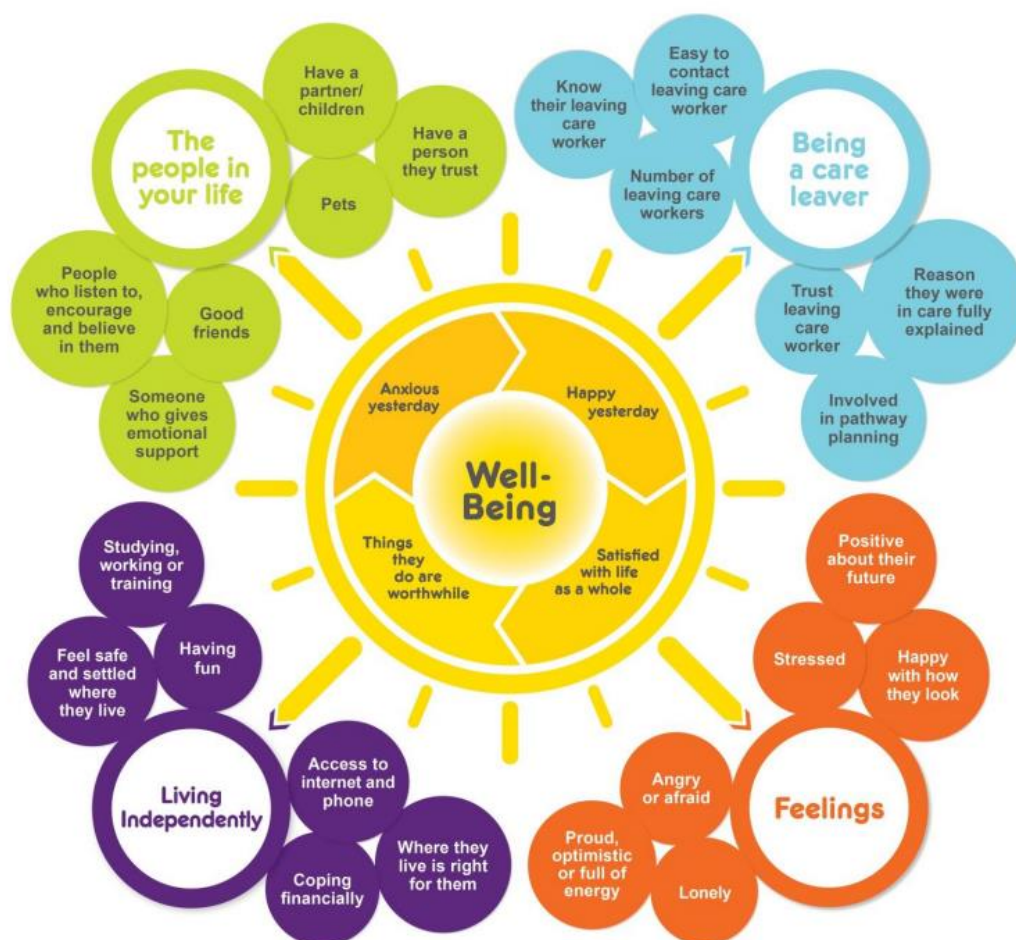 The
people in
your life
Have a
partner/
children
Have a
person
they trust
Pets
People
who listen to,
encourage
and believe
in them
Good
friends
Someone
who gives
emotional
support
Being
a care
leaver
Easy to
contact
leaving care
worker
Know
their leaving
care
worker
Number of
leaving care
workers
Trust
leaving
care
worker
Reason
they were
in care fully
explained
Involved
in pathway
planning
Well-
Being
Anxious
yesterday
Happy
yesterday
Things
they
do are
worthwhile
Satisfied
with life
as a whole
Living
Independently
Studying,
working or
training
Having
fun
Feel safe
and settled
where
they live
Access to
internet and
phone
Where they
live is right
for them
Coping
financially
Feelings
Positive
about their
future
Stressed
Happy
with how
they look
Angry
or afraid
Proud,
optimistic
or full of
energy
Lonely